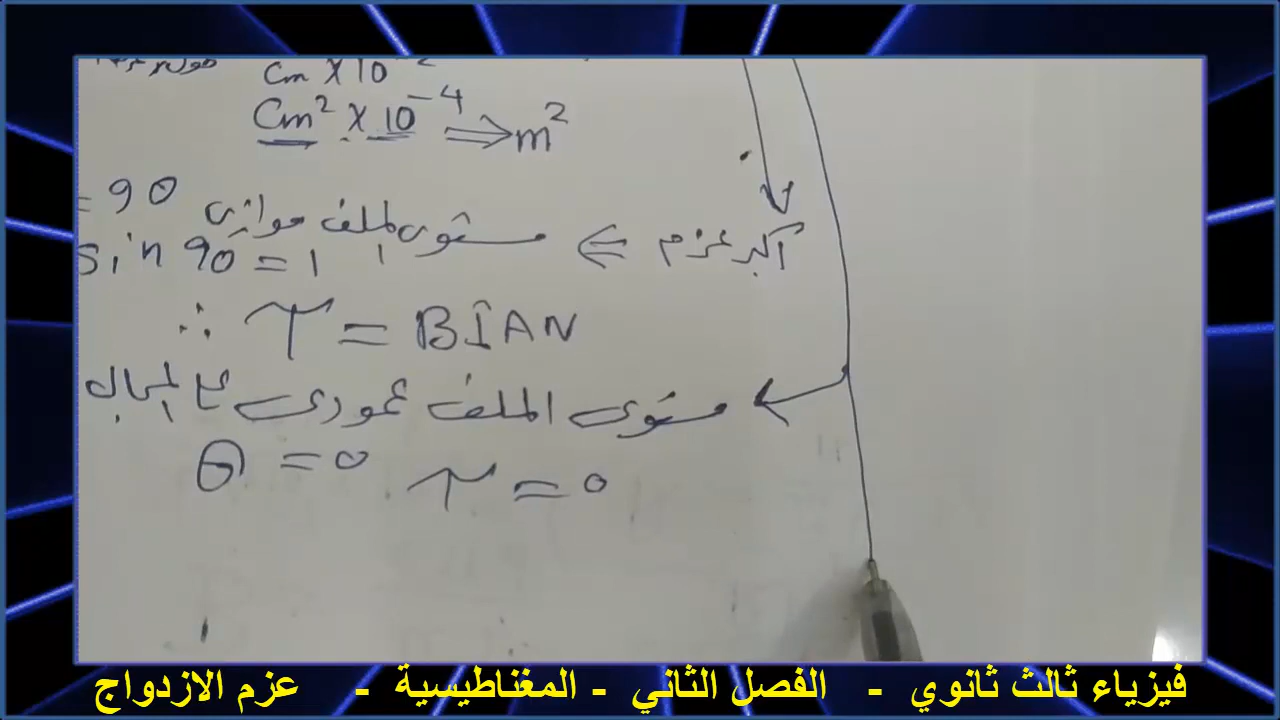 cm × 10⁻²
cm² × 10⁻⁴ ⇒ m²
أكبر عزم ⇐ مستوى الملف موازي = 90
sin 90 = 1
∴ τ = BIAN
مستوى الملف عمودي على المجال
θ = 0 τ = 0
فيزياء ثالث ثانوي - الفصل الثاني - المغناطيسية - عزم الازدواج